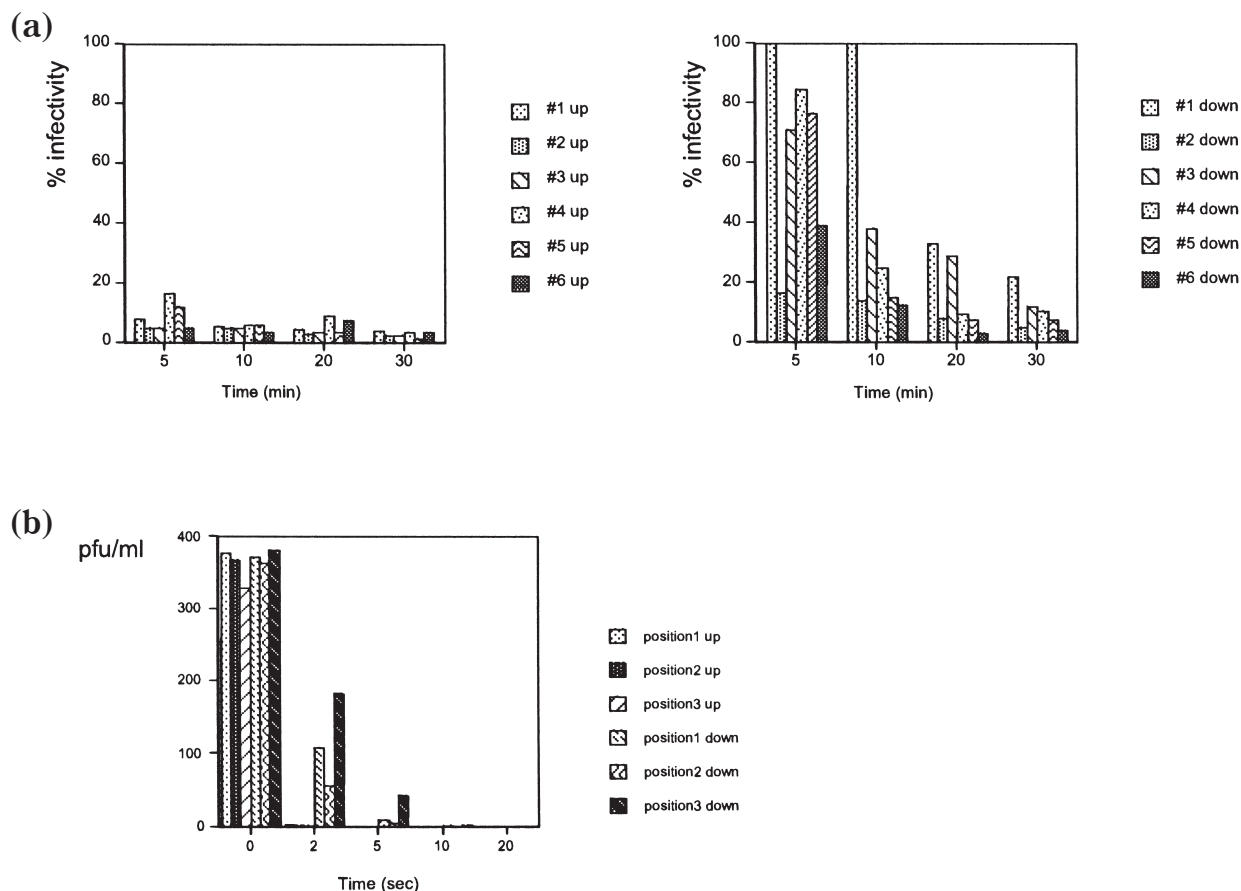 (a)
% infectivity
100
80
60
40
20
0
5 10 20 30
Time (min)
#1 up
#2 up
#3 up
#4 up
#5 up
#6 up
% infectivity
100
80
60
40
20
0
5 10 20 30
Time (min)
#1 down
#2 down
#3 down
#4 down
#5 down
#6 down
(b)
pfu/ml
400
300
200
100
0
0 2 5 10 20
Time (sec)
position1 up
position2 up
position3 up
position1 down
position2 down
position3 down